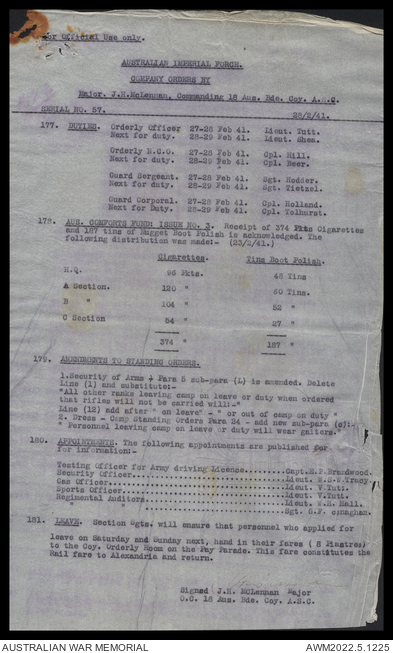 For Official Use only.
AUSTRALIAN IMPERIAL FORCE.
COMPANY ORDERS BY
Major. J.H.McLennan, Commanding 18 Aus. Bde. Coy. A.S.C.
SERIAL NO. 57. 28/2/41.
177. DUTIES. Orderly Officer 27-28 Feb 41. Lieut. Tutt.
Next for duty. 28-29 Feb 41. Lieut. Shea.
Orderly N.C.O. 27-28 Feb 41. Cpl. Hill.
Next for duty. 28-29 Feb 41. Cpl. Beer.
Guard Sergeant. 27-28 Feb 41. Sgt. Hodder.
Next for duty. 28-29 Feb 41. Sgt. Tietzel.
Guard Corporal. 27-28 Feb 41. Cpl. Holland.
Next for Duty. 28-29 Feb 41. Cpl. Tolhurst.
178. AUS. COMFORTS FUND: ISSUE NO. 3. Receipt of 374 Pkts Cigarettes
and 187 tins of Nugget Boot Polish is acknowledged. The
following distribution was made:- (23/2/41.)
Cigarettes. Tins Boot Polish.
H.Q. 96 Pkts. 48 Tins
A Section. 120 " 60 Tins.
B " 104 " 52 "
C Section 54 " 27 "
374 " 187 "
179. AMENDMENTS TO STANDING ORDERS.
1.Security of Arms Para 5 sub-para (L) is amended. Delete
Line (1) and substitute:-
"All other ranks leaving camp on leave or duty when ordered
that rifles will not be carried will:-"
Line (12) add after " on leave" - " or out of camp on duty "
2. Dress - Camp Standing Orders Para 24 - add new sub-para
" Personnel leaving camp on leave or duty will wear gaiters."
180. APPOINTMENTS. The following appointments are published for
for information:-
Testing Officer for Army driving Licence............Capt.H.P.
Security Officer...................................Lieut. Tracy
Gas Officer........................................Lieut. V.Tutt.
Sports Officer.....................................Lieut. V.Tutt.
Regimental Auditors................................Lieut. W.H. Hall.
Sgt. S.F.
181. LEAVE. Section Sgts. will ensure that personnel who applied for
leave on Saturday and Sunday next, hand in their fares ( 8 Piastres)
to the Coy. Orderly Room on the Pay Parade. This fare constitutes the
Rail fare to Alexandria and return.
Signed J.H. McLennan Major
O.C. 18 Aus. Bde. Coy. A.S.C.
AUSTRALIAN WAR MEMORIAL AWM2022.5.1225